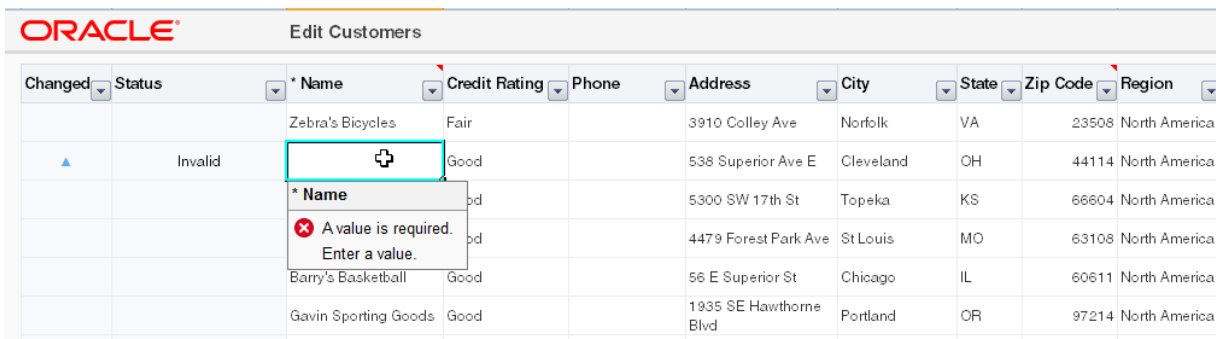 ORACLE Edit Customers
Changed Status * Name Credit Rating Phone Address City State Zip Code Region
Zebra's Bicycles Fair 3910 Colley Ave Norfolk VA 23508 North America
Invalid Good 538 Superior Ave E Cleveland OH 44114 North America
* Name 5300 SW 17th St Topeka KS 66604 North America
A value is required. 4479 Forest Park Ave St Louis MO 63108 North America
Enter a value.
Barry's Basketball Good 56 E Superior St Chicago IL 60611 North America
Gavin Sporting Goods Good 1935 SE Hawthorne Portland OR 97214 North America
Blvd